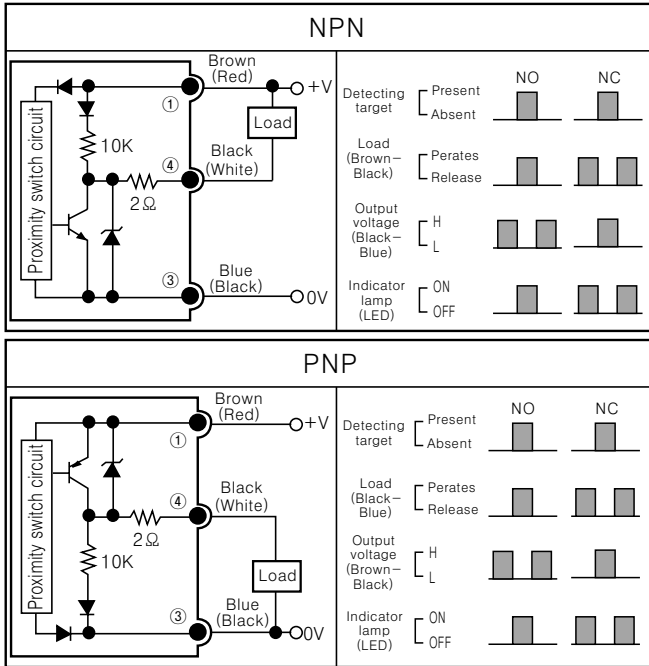 NPN
Proximity switch circuit
10K
2Ω
①
④
③
Brown
(Red)
+V
Load
Black
(White)
Blue
(Black)
0V
NO
NC
Detecting
target
Present
Absent
Load
(Brown-
Black)
Perates
Release
Output
voltage
(Black-
Blue)
H
L
Indicator
lamp
(LED)
ON
OFF
PNP
Proximity switch circuit
10K
2Ω
①
④
③
Brown
(Red)
+V
Black
(White)
Load
Blue
(Black)
0V
NO
NC
Detecting
target
Present
Absent
Load
(Black-
Blue)
Perates
Release
Output
voltage
(Brown-
Black)
H
L
Indicator
lamp
(LED)
ON
OFF